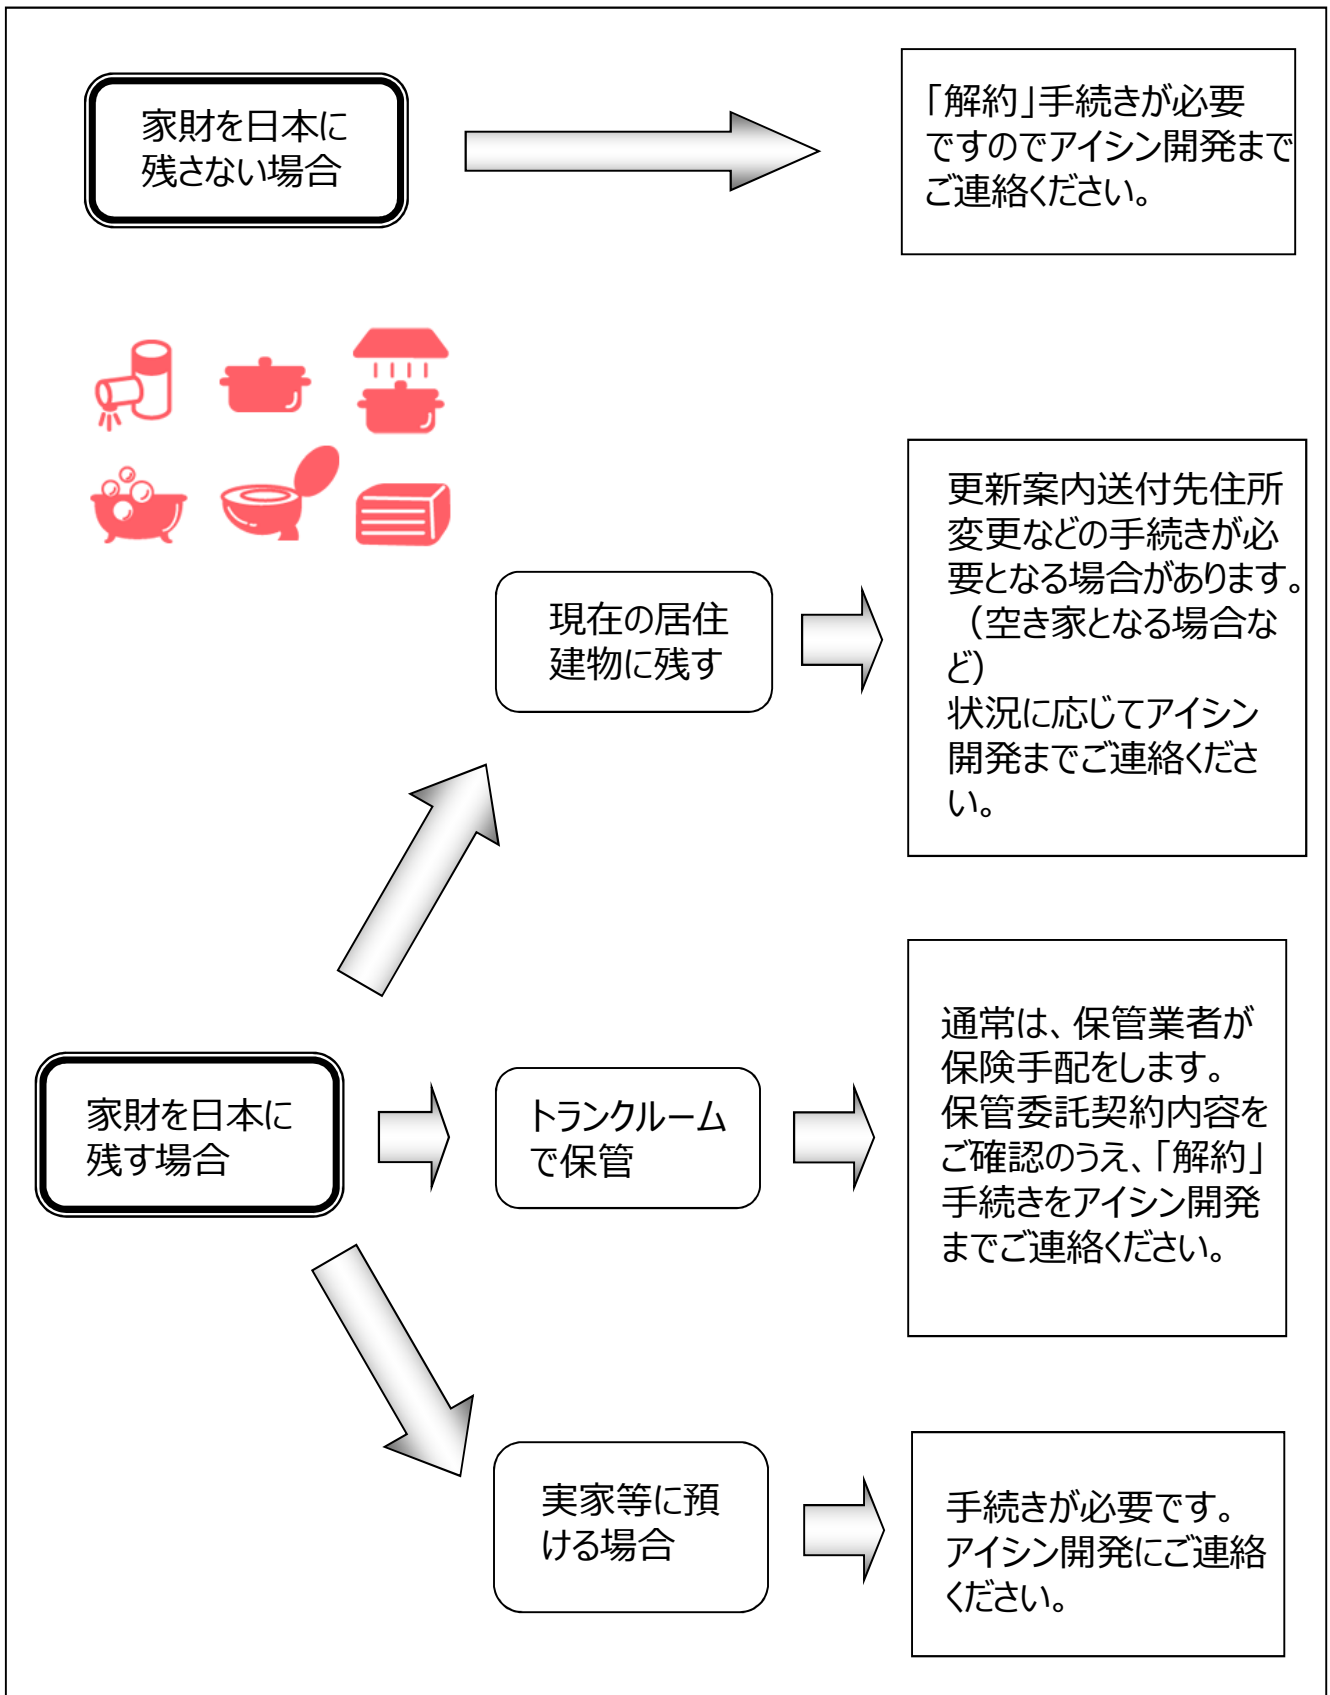 家財を日本に
残さない場合
「解約」手続きが必要
ですのでアイシン開発まで
ご連絡ください。
現在の居住
建物に残す
更新案内送付先住所
変更などの手続きが必
要となる場合があります。
（空き家となる場合な
ど）
状況に応じてアイシン
開発までご連絡くださ
い。
家財を日本に
残す場合
トランクルーム
で保管
通常は、保管業者が
保険手配をします。
保管委託契約内容を
ご確認のうえ、「解約」
手続きをアイシン開発
までご連絡ください。
実家等に預
ける場合
手続きが必要です。
アイシン開発にご連絡
ください。